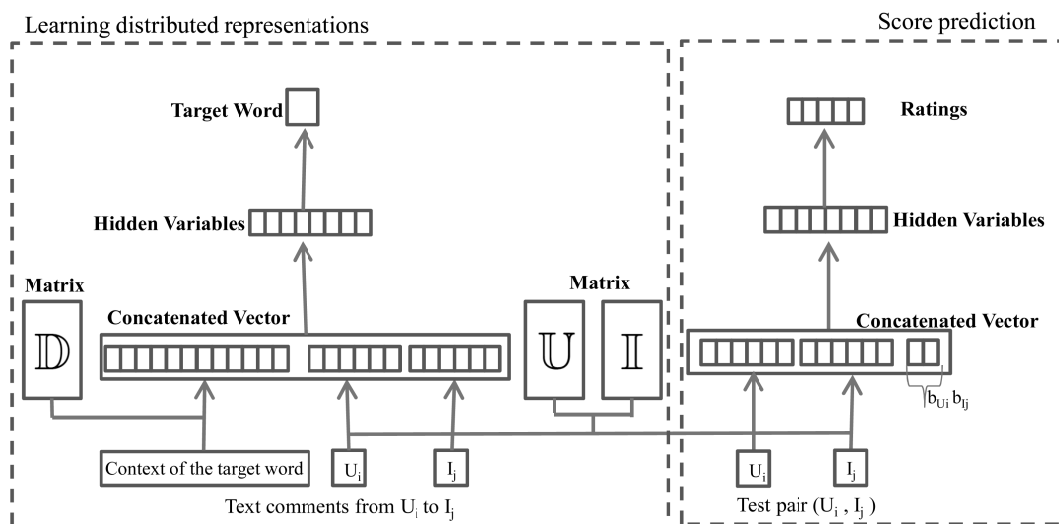 Learning distributed representations
Score prediction
Target Word
Ratings
Hidden Variables
Hidden Variables
Matrix
Matrix
Concatenated Vector
Concatenated Vector
𝔻
𝕌
𝕀
b_Ui b_Ij
Context of the target word
U_i
I_j
U_i
I_j
Text comments from U_i to I_j
Test pair (U_i , I_j )